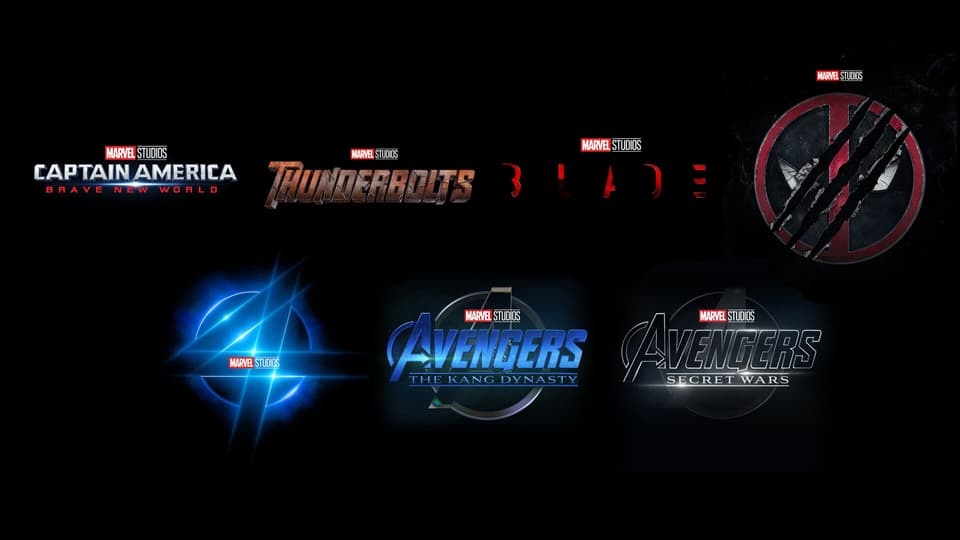 MARVEL STUDIOS
CAPTAIN AMERICA
BRAVE NEW WORLD
MARVEL STUDIOS
THUNDERBOLTS
MARVEL STUDIOS
BLADE
MARVEL STUDIOS
MARVEL STUDIOS
MARVEL STUDIOS
AVENGERS
THE KANG DYNASTY
MARVEL STUDIOS
AVENGERS
SECRET WARS